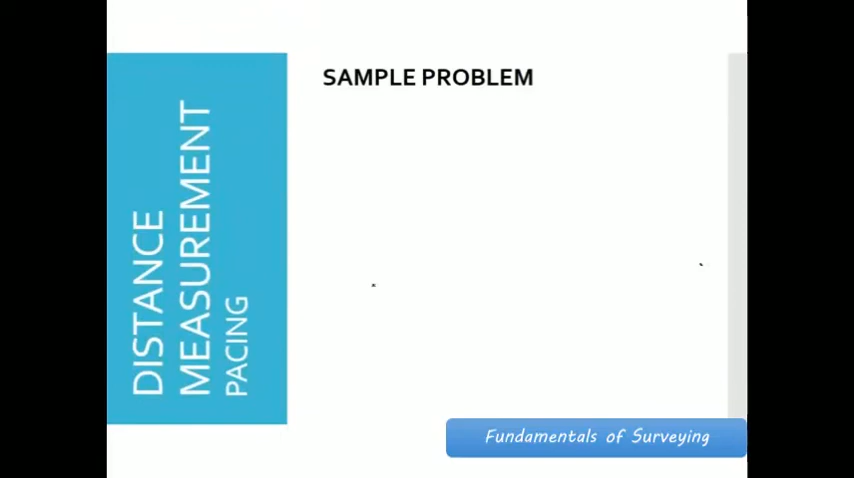 DISTANCE
MEASUREMENT
PACING
SAMPLE PROBLEM
Fundamentals of Surveying